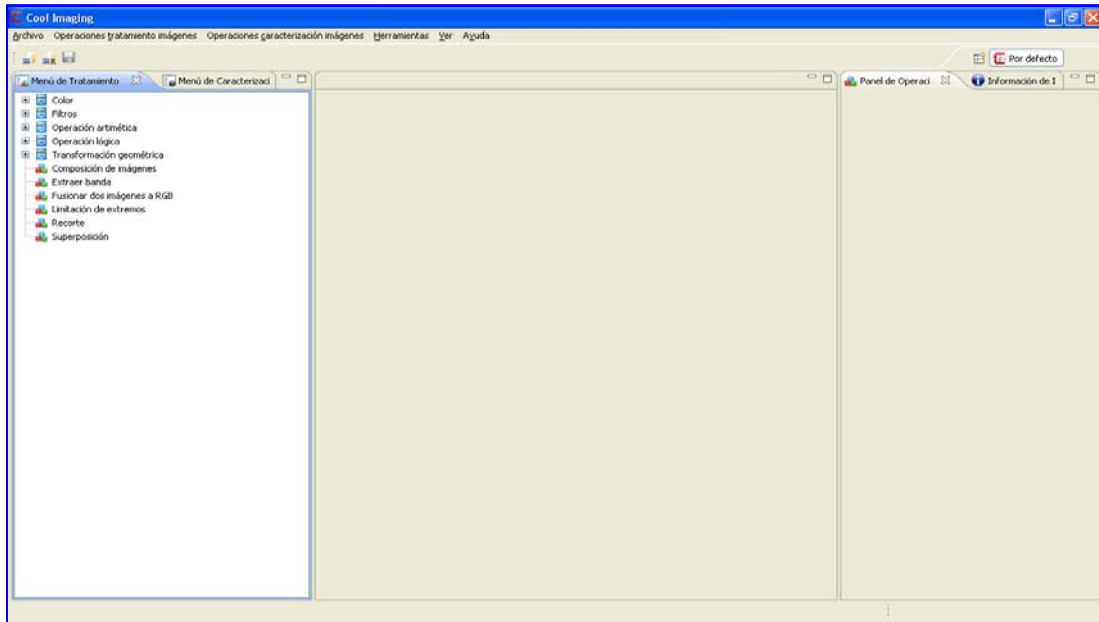 Cool Imaging
Archivo Operaciones tratamiento imágenes Operaciones caracterización imágenes Herramientas Ver Ayuda
Por defecto
Menú de Tratamiento Menú de Caracterizaci
Panel de Operaci Información de I
Color
Filtros
Operación artimética
Operación lógica
Transformación geométrica
Composición de imágenes
Extraer banda
Fusionar dos imágenes a RGB
Limitación de extremos
Recorte
Superposición